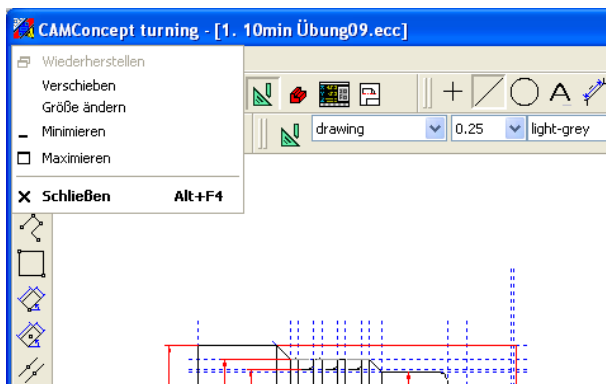 CAMConcept turning - [1. 10min Übung09.ecc]
Wiederherstellen
Verschieben
Größe ändern
Minimieren
Maximieren
Schließen Alt+F4
drawing 0.25 light-grey